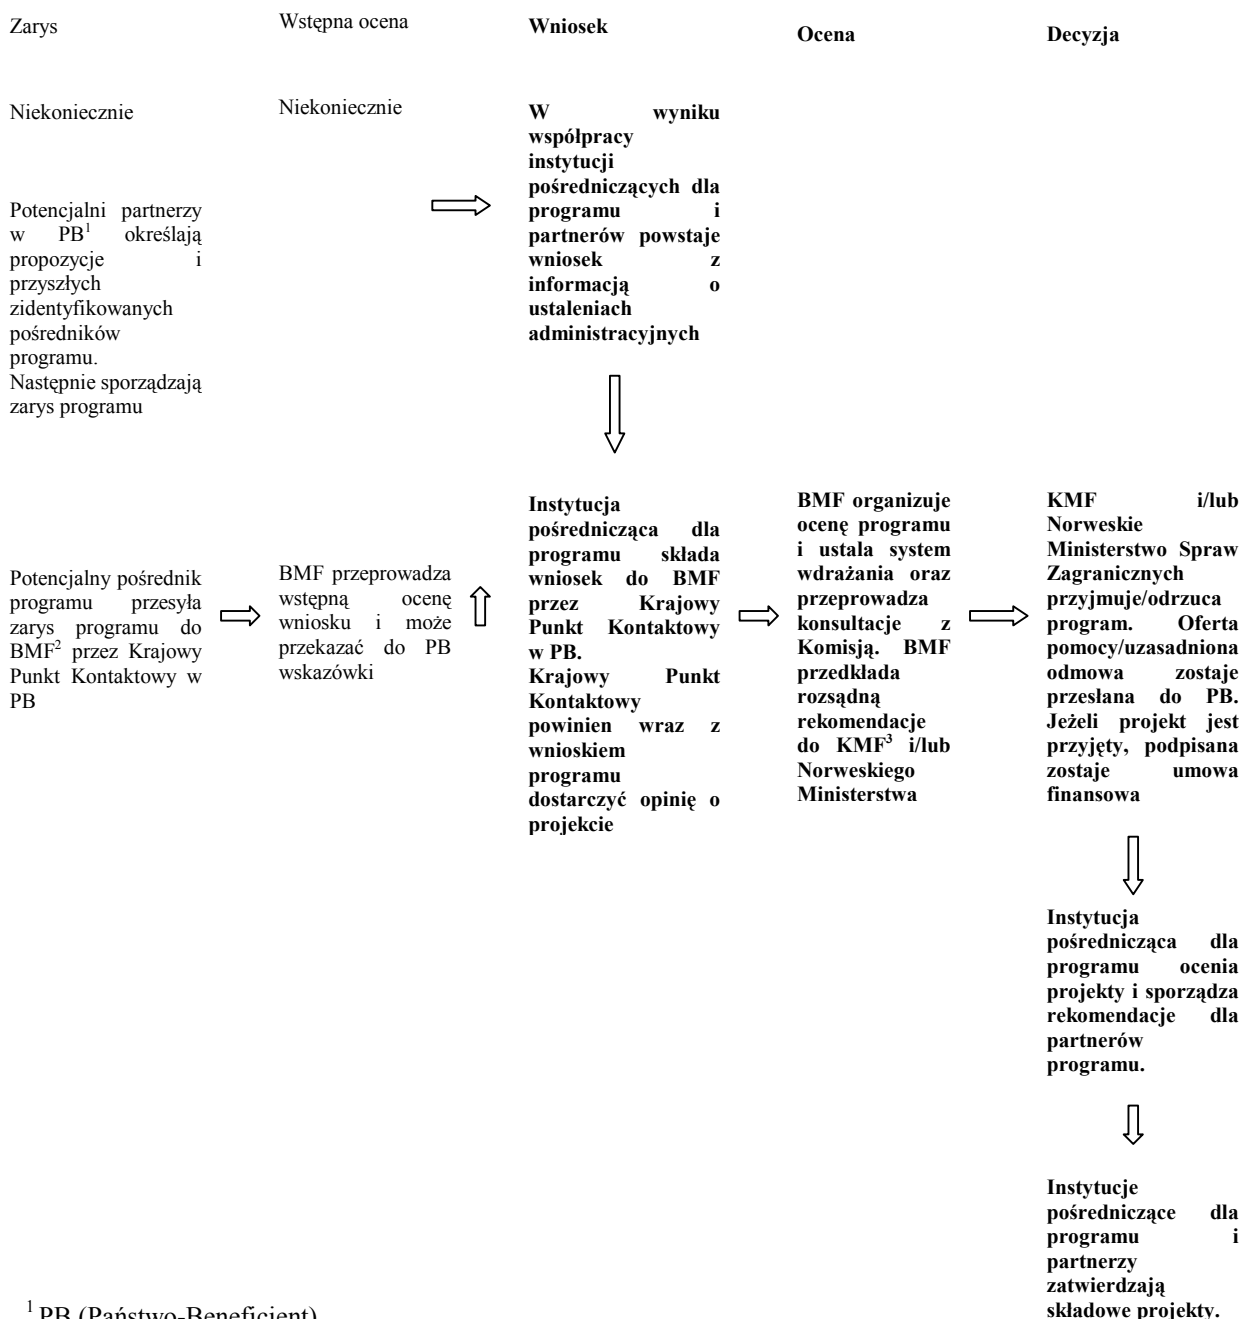 Zarys
Wstępna ocena
Wniosek
Ocena
Decyzja
Niekoniecznie
Potencjalni partnerzy
w PB¹ określają
propozycje i
przyszłych
zidentyfikowanych
pośredników
programu.
Następnie sporządzają
zarys programu
Niekoniecznie
W wyniku
współpracy
instytucji
pośredniczących dla
programu i
partnerów powstaje
wniosek z
informacją o
ustaleniach
administracyjnych
Potencjalny pośrednik
programu przesyła
zarys programu do
BMF² przez Krajowy
Punkt Kontaktowy w
PB
BMF przeprowadza
wstępną ocenę
wniosku i może
przekazać do PB
wskazówki
Instytucja
pośrednicząca dla
programu składa
wniosek do BMF
przez Krajowy
Punkt Kontaktowy
w PB.
Krajowy Punkt
Kontaktowy
powinien wraz z
wnioskiem
programu
dostarczyć opinię o
projekcie
BMF organizuje
ocenę programu
i ustala system
wdrażania oraz
przeprowadza
konsultacje z
Komisją. BMF
przedkłada
rozsądną
rekomendacje
do KMF³ i/lub
Norweskiego
Ministerstwa
KMF i/lub
Norweskie
Ministerstwo Spraw
Zagranicznych
przyjmuje/odrzuca
program. Oferta
pomocy/uzasadniona
odmowa zostaje
przesłana do PB.
Jeżeli projekt jest
przyjęty, podpisana
zostaje umowa
finansowa
Instytucja
pośrednicząca dla
programu ocenia
projekty i sporządza
rekomendacje dla
partnerów
programu.
Instytucje
pośredniczące dla
programu i
partnerzy
zatwierdzają
składowe projekty.
¹ PB (Państwo-Beneficjent)